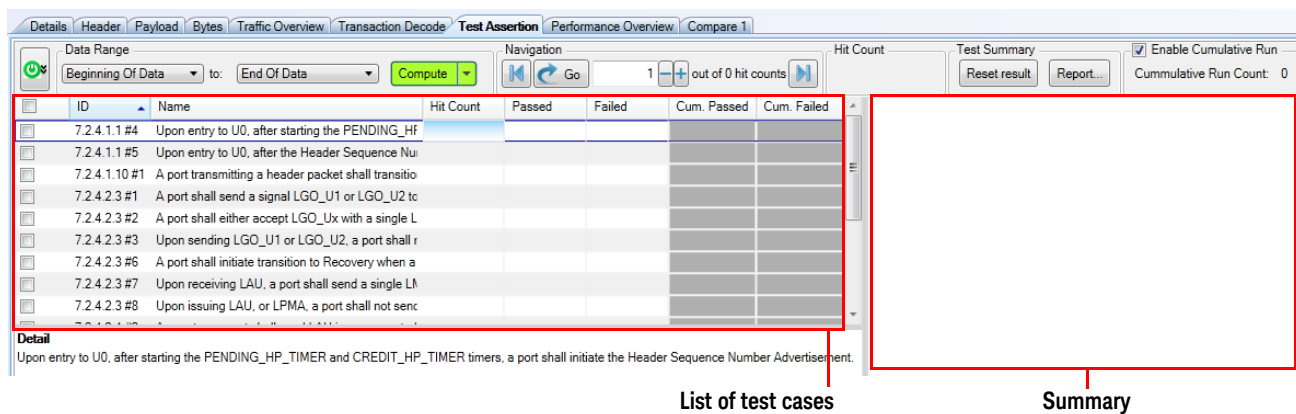 Details Header Payload Bytes Traffic Overview Transaction Decode Test Assertion Performance Overview Compare 1
Data Range Navigation Hit Count Test Summary Enable Cumulative Run
Beginning Of Data to: End Of Data Compute Go 1 out of 0 hit counts Reset result Report... Cummulative Run Count: 0
ID Name Hit Count Passed Failed Cum. Passed Cum. Failed
7.2.4.1.1 #4 Upon entry to U0, after starting the PENDING_HF
7.2.4.1.1 #5 Upon entry to U0, after the Header Sequence Nu
7.2.4.1.10 #1 A port transmitting a header packet shall transitio
7.2.4.2.3 #1 A port shall send a signal LGO_U1 or LGO_U2 to
7.2.4.2.3 #2 A port shall either accept LGO_Ux with a single L
7.2.4.2.3 #3 Upon sending LGO_U1 or LGO_U2, a port shall r
7.2.4.2.3 #6 A port shall initiate transition to Recovery when a
7.2.4.2.3 #7 Upon receiving LAU, a port shall send a single LM
7.2.4.2.3 #8 Upon issuing LAU, or LPMA, a port shall not senc
Detail
Upon entry to U0, after starting the PENDING_HP_TIMER and CREDIT_HP_TIMER timers, a port shall initiate the Header Sequence Number Advertisement.
List of test cases Summary